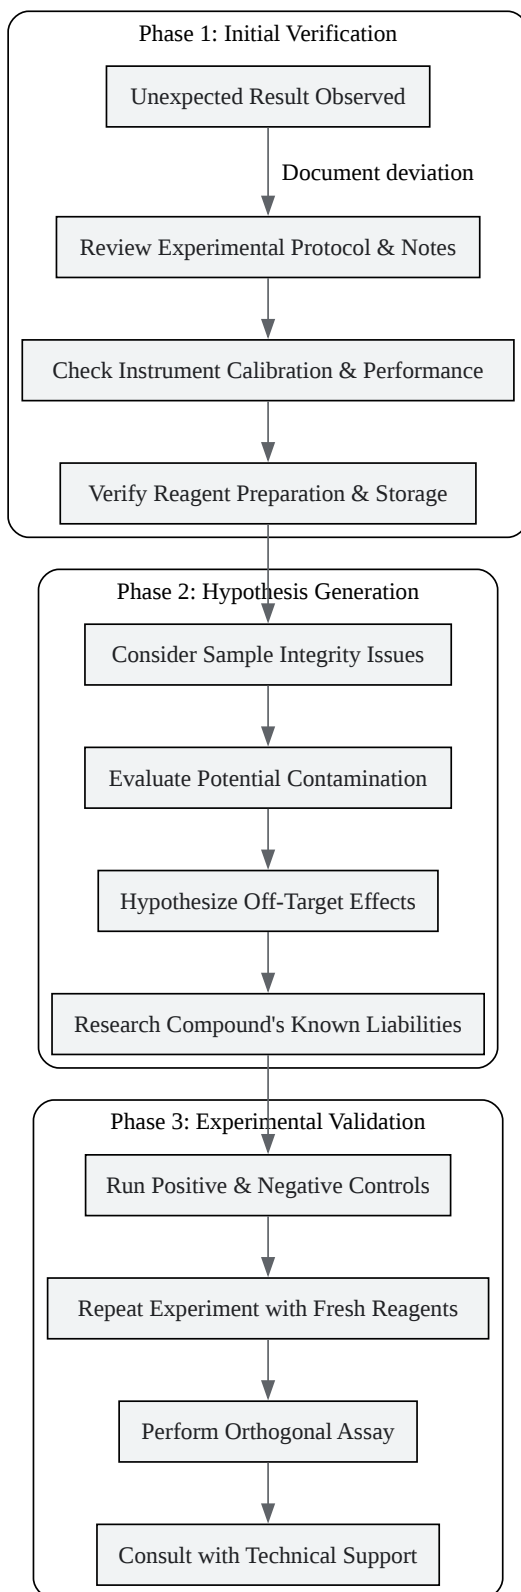 Phase 1: Initial Verification
Unexpected Result Observed
Document deviation
Review Experimental Protocol & Notes
Check Instrument Calibration & Performance
Verify Reagent Preparation & Storage
Phase 2: Hypothesis Generation
Consider Sample Integrity Issues
Evaluate Potential Contamination
Hypothesize Off-Target Effects
Research Compound's Known Liabilities
Phase 3: Experimental Validation
Run Positive & Negative Controls
Repeat Experiment with Fresh Reagents
Perform Orthogonal Assay
Consult with Technical Support